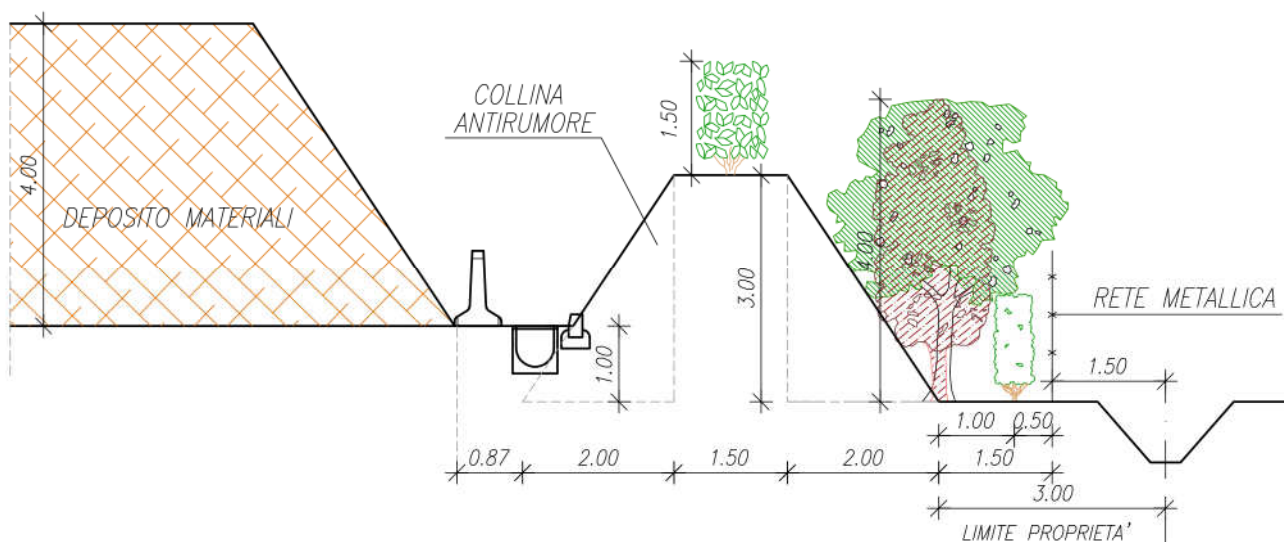 COLLINA
ANTIRUMORE
1.50
4.00
DEPOSITO MATERIALI
4.00
3.00
RETE METALLICA
1.00
1.50
1.00 0.50
0.87 2.00 1.50 2.00 1.50
3.00
LIMITE PROPRIETA'